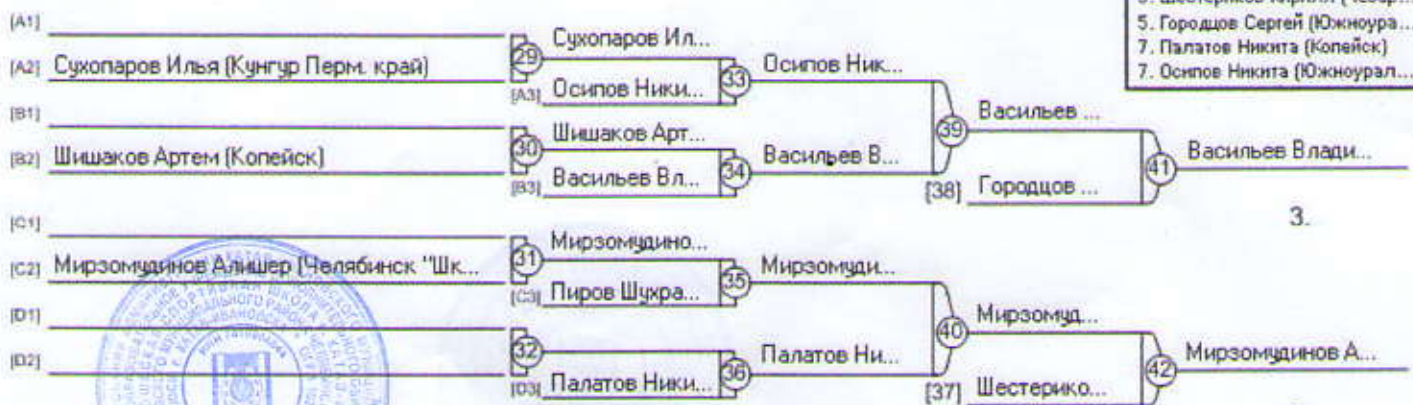 5. Городцов Сергей (Южноура...
7. Палатов Никита (Копейск)
7. Осипов Никита (Южноурал...
[A1]
[A2] Сухопаров Илья (Кунгур Перм. край)
29
Сухопаров Ил...
[A3] Осипов Ники...
33
Осипов Ник...
[B1]
[B2] Шишаков Артем (Копейск)
30
Шишаков Арт...
[B3] Васильев Вл...
34
Васильев В...
39
Васильев ...
[38] Городцов ...
41
Васильев Влади...
3.
[C1]
[C2] Мирзомудинов Алишер (Челябинск "Шк...
31
Мирзомудино...
[C3] Пиров Шухра...
35
Мирзомуди...
[D1]
[D2]
32
[D3] Палатов Ники...
36
Палатов Ни...
40
Мирзомуд...
[37] Шестерико...
42
Мирзомудинов А...